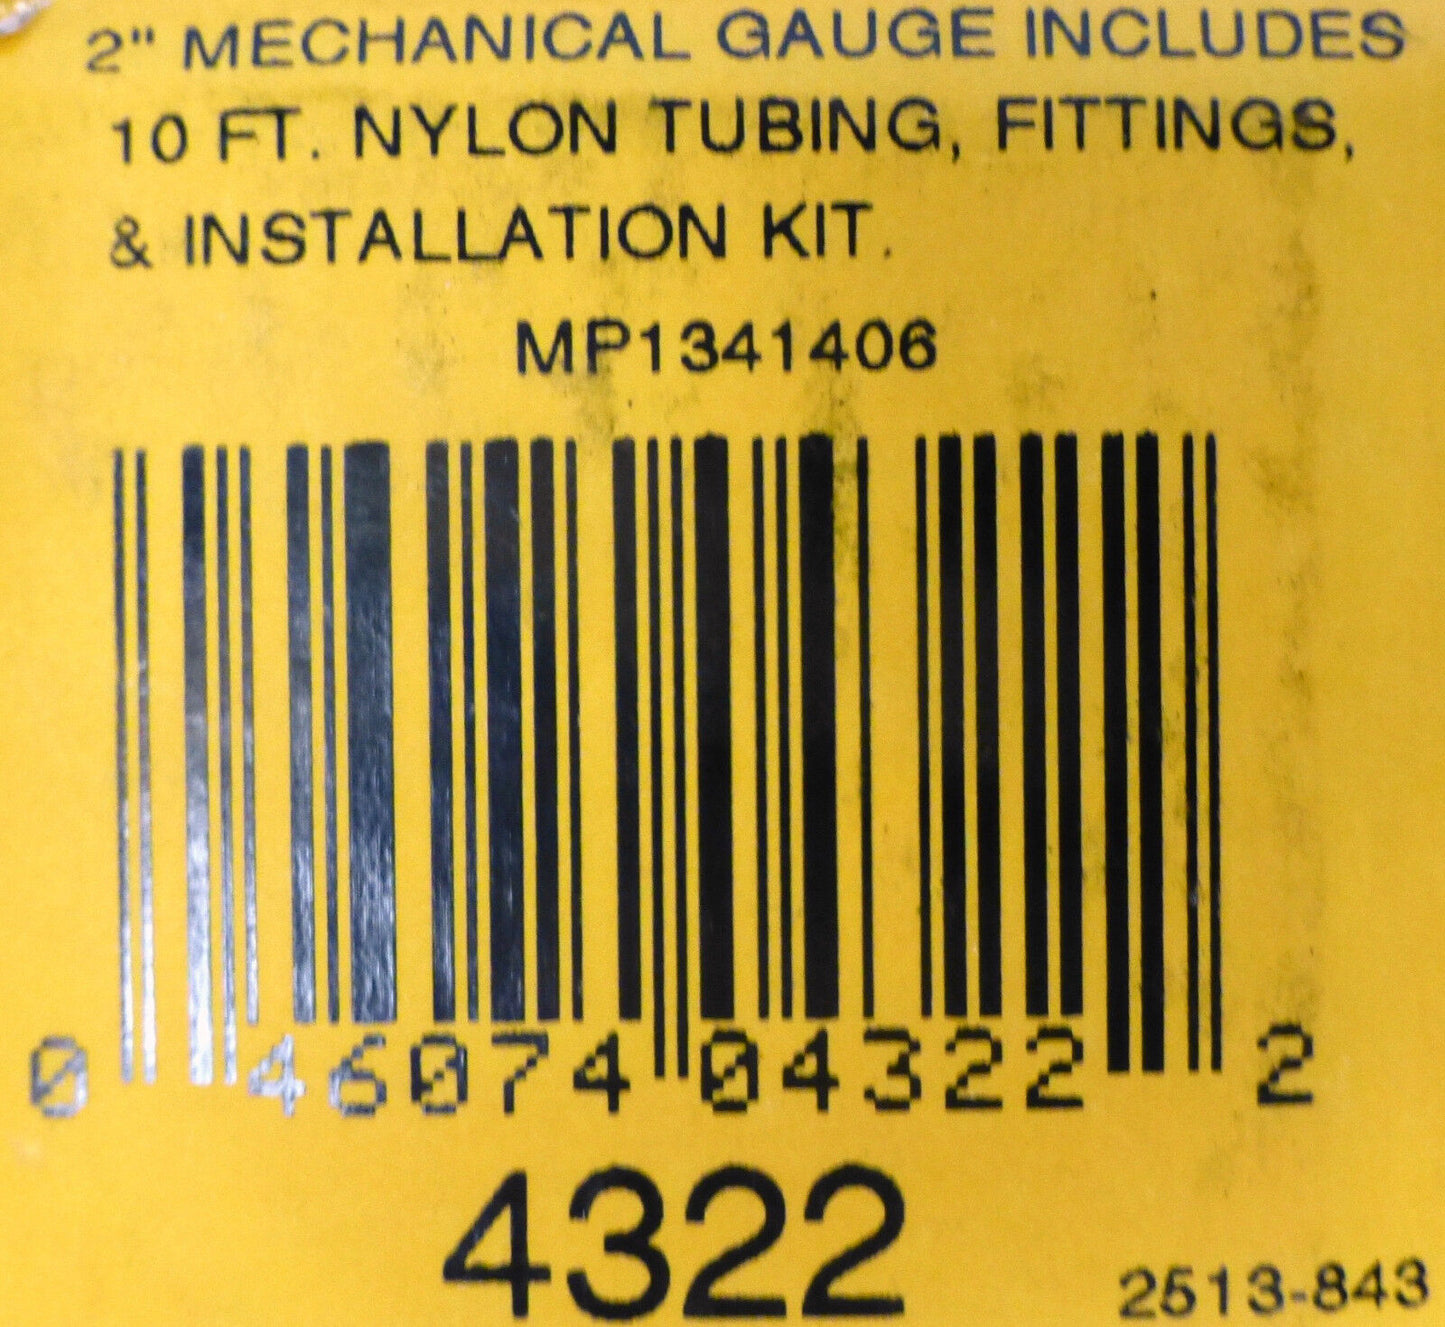 2" MECHANICAL GAUGE INCLUDES
10 FT. NYLON TUBING, FITTINGS,
& INSTALLATION KIT.
MP1341406
0 46074 04322 2
4322
2513-843